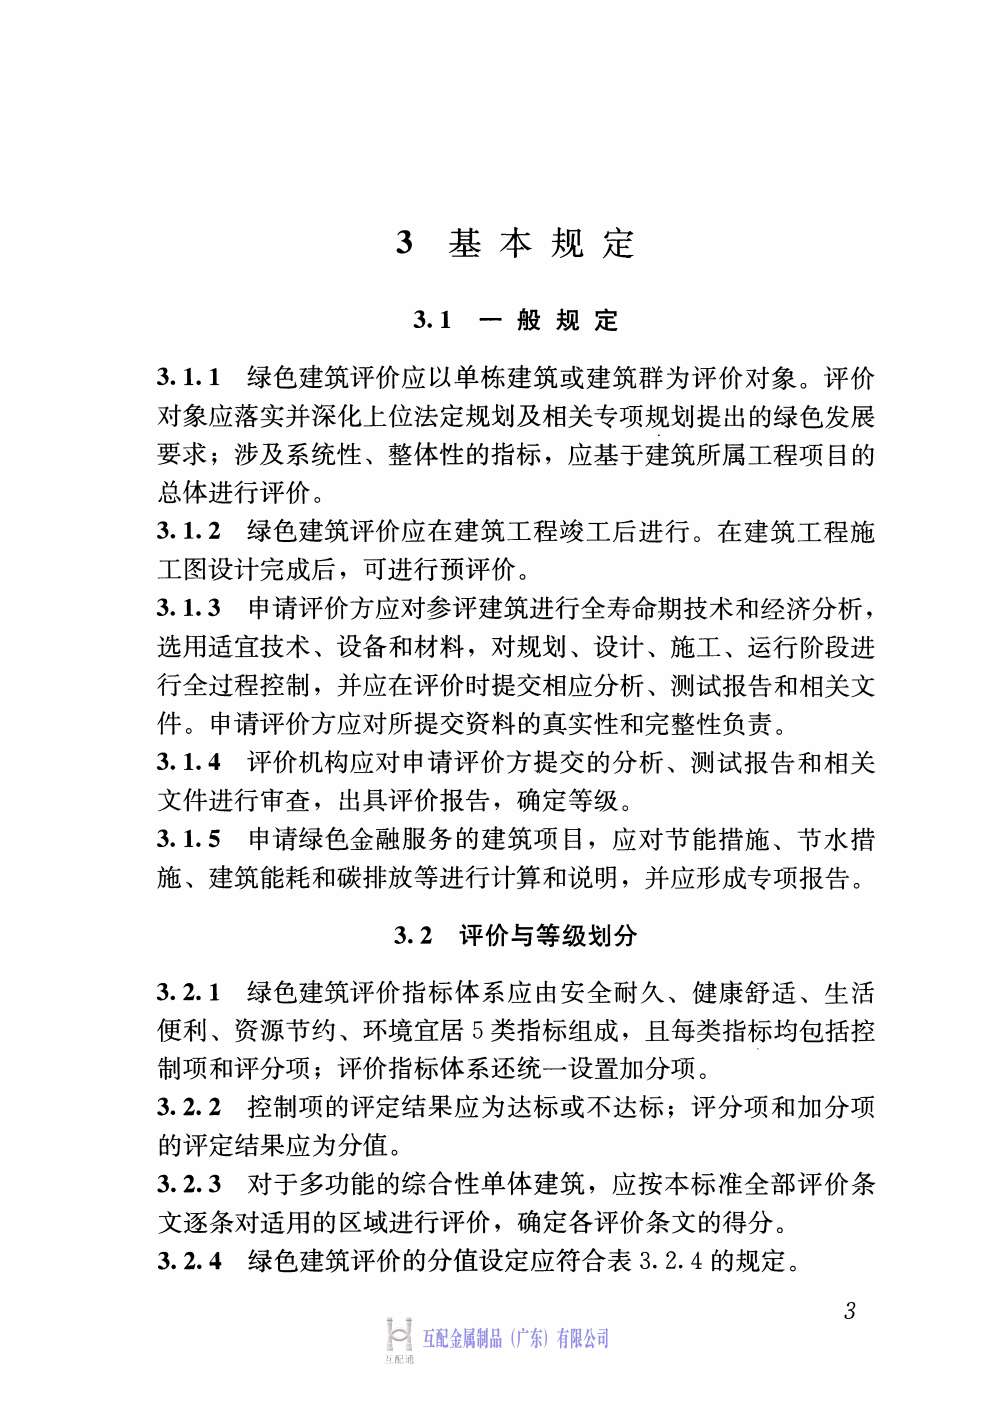 3 基本规定
3.1 一般规定
3.1.1 绿色建筑评价应以单栋建筑或建筑群为评价对象。评价
对象应落实并深化上位法定规划及相关专项规划提出的绿色发展
要求；涉及系统性、整体性的指标，应基于建筑所属工程项目的
总体进行评价。
3.1.2 绿色建筑评价应在建筑工程竣工后进行。在建筑工程施
工图设计完成后，可进行预评价。
3.1.3 申请评价方应对参评建筑进行全寿命期技术和经济分析，
选用适宜技术、设备和材料，对规划、设计、施工、运行阶段进
行全过程控制，并应在评价时提交相应分析、测试报告和相关文
件。申请评价方应对所提交资料的真实性和完整性负责。
3.1.4 评价机构应对申请评价方提交的分析、测试报告和相关
文件进行审查，出具评价报告，确定等级。
3.1.5 申请绿色金融服务的建筑项目，应对节能措施、节水措
施、建筑能耗和碳排放等进行计算和说明，并应形成专项报告。
3.2 评价与等级划分
3.2.1 绿色建筑评价指标体系应由安全耐久、健康舒适、生活
便利、资源节约、环境宜居5类指标组成，且每类指标均包括控
制项和评分项；评价指标体系还统一设置加分项。
3.2.2 控制项的评定结果应为达标或不达标；评分项和加分项
的评定结果应为分值。
3.2.3 对于多功能的综合性单体建筑，应按本标准全部评价条
文逐条对适用的区域进行评价，确定各评价条文的得分。
3.2.4 绿色建筑评价的分值设定应符合表3.2.4的规定。
3
互配金属制品（广东）有限公司
互配通